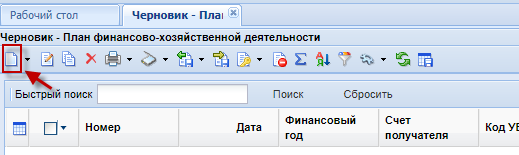 Рабочий стол Черновик - План
Черновик - План финансово-хозяйственной деятельности
Быстрый поиск Поиск Сбросить
Номер Дата Финансовый год Счет получателя Код УБ